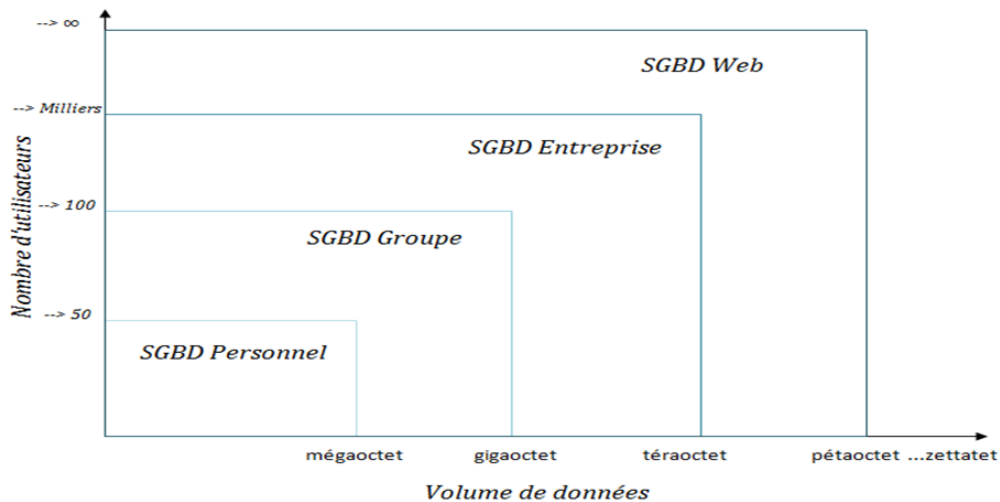 --> ∞
SGBD Web
--> Milliers
SGBD Entreprise
Nombre d'utilisateurs
--> 100
SGBD Groupe
--> 50
SGBD Personnel
mégaoctet gigaoctet téraoctet pétaoctet ...zettatet
Volume de données